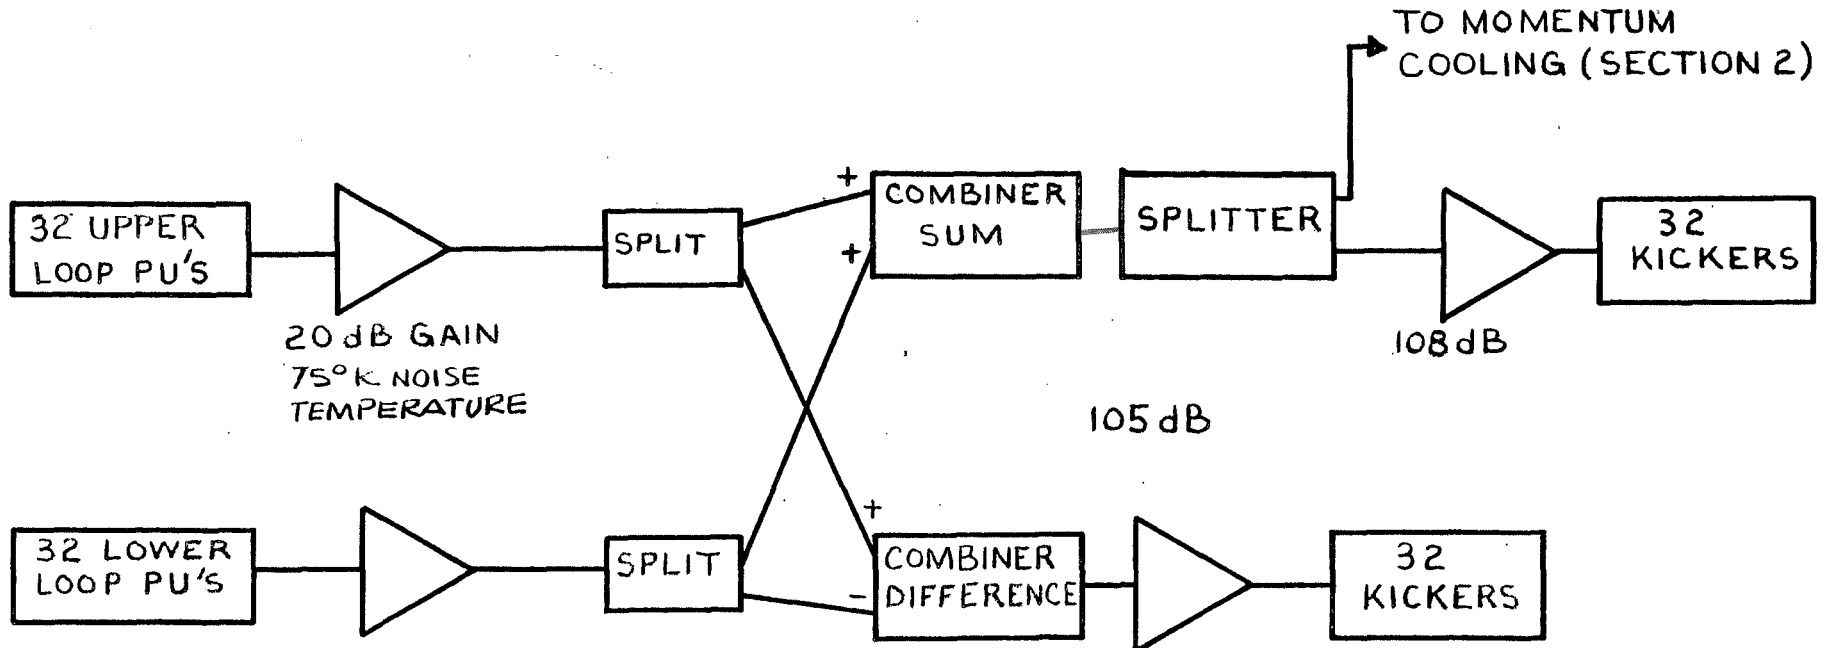 TO MOMENTUM
COOLING (SECTION 2)
32 UPPER
LOOP PU'S
20 dB GAIN
75° K NOISE
TEMPERATURE
SPLIT
+
+
COMBINER
SUM
SPLITTER
108 dB
32
KICKERS
105 dB
32 LOWER
LOOP PU'S
SPLIT
+
-
COMBINER
DIFFERENCE
32
KICKERS